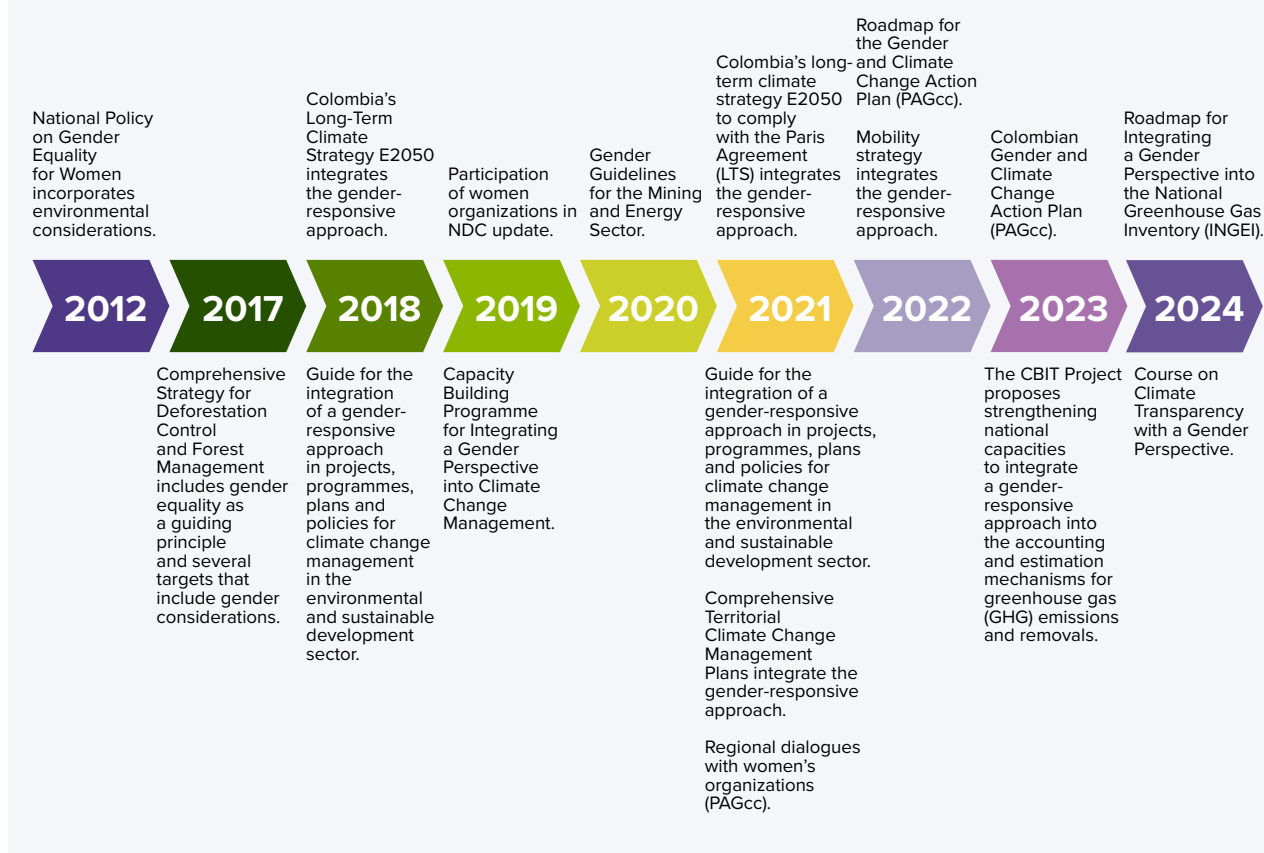 National Policy
on Gender
Equality
for Women
incorporates
environmental
considerations.
Colombia’s
Long-Term
Climate
Strategy E2050
integrates
the gender-
responsive
approach.
Participation
of women
organizations in
NDC update.
Gender
Guidelines
for the Mining
and Energy
Sector.
Colombia’s long-
term climate
strategy E2050
to comply
with the Paris
Agreement
(LTS) integrates
the gender-
responsive
approach.
Roadmap for
the Gender
and Climate
Change Action
Plan (PAGcc).
Mobility
strategy
integrates
the gender-
responsive
approach.
Colombian
Gender and
Climate
Change
Action Plan
(PAGcc).
Roadmap for
Integrating
a Gender
Perspective into
the National
Greenhouse Gas
Inventory (INGEI).
2012
2017
2018
2019
2020
2021
2022
2023
2024
Comprehensive
Strategy for
Deforestation
Control
and Forest
Management
includes gender
equality as
a guiding
principle
and several
targets that
include gender
considerations.
Guide for the
integration
of a gender-
responsive
approach
in projects,
programmes,
plans and
policies for
climate change
management
in the
environmental
and sustainable
development
sector.
Capacity
Building
Programme
for Integrating
a Gender
Perspective
into Climate
Change
Management.
Guide for the
integration of a
gender-responsive
approach in projects,
programmes, plans
and policies for
climate change
management in
the environmental
and sustainable
development sector.
Comprehensive
Territorial
Climate Change
Management
Plans integrate the
gender-responsive
approach.
Regional dialogues
with women’s
organizations
(PAGcc).
The CBIT Project
proposes
strengthening
national
capacities
to integrate
a gender-
responsive
approach into
the accounting
and estimation
mechanisms for
greenhouse gas
(GHG) emissions
and removals.
Course on
Climate
Transparency
with a Gender
Perspective.